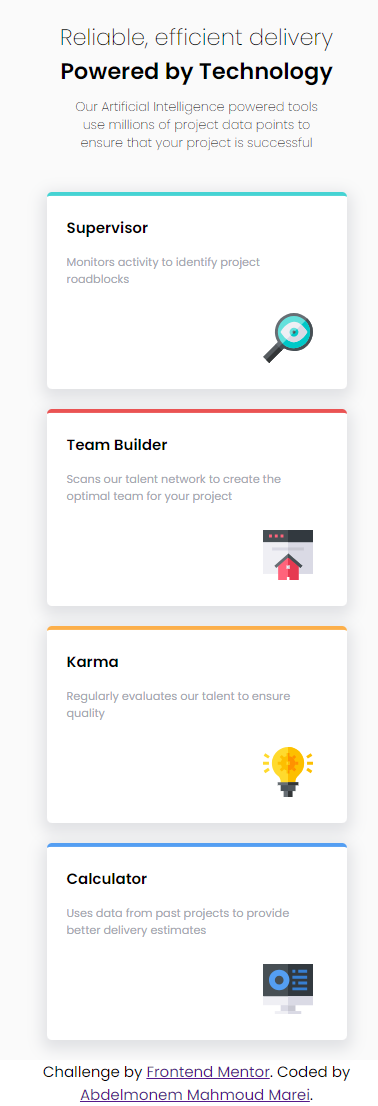 Reliable, efficient delivery
Powered by Technology
Our Artificial Intelligence powered tools
use millions of project data points to
ensure that your project is successful
Supervisor
Monitors activity to identify project
roadblocks
Team Builder
Scans our talent network to create the
optimal team for your project
Karma
Regularly evaluates our talent to ensure
quality
Calculator
Uses data from past projects to provide
better delivery estimates
Challenge by Frontend Mentor. Coded by
Abdelmonem Mahmoud Marei.